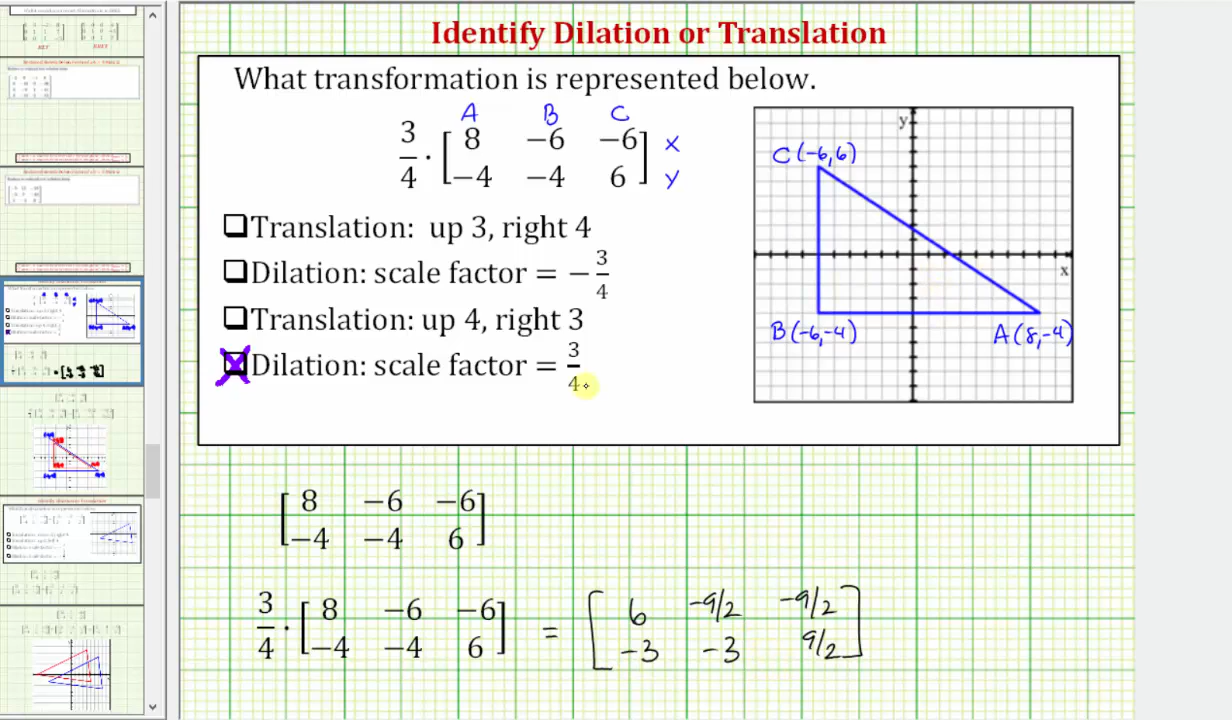 Identify Dilation or Translation
What transformation is represented below.
A B C
3/4 · [8 −6 −6] x
[−4 −4 6] y
❑Translation: up 3, right 4
❑Dilation: scale factor = −3/4
❑Translation: up 4, right 3
❑Dilation: scale factor = 3/4
y
C(-6,6)
x
B(-6,-4) A(8,-4)
[8 −6 −6]
[−4 −4 6]
3/4 · [8 −6 −6] = [6 -9/2 -9/2]
[−4 −4 6] [-3 -3 9/2]